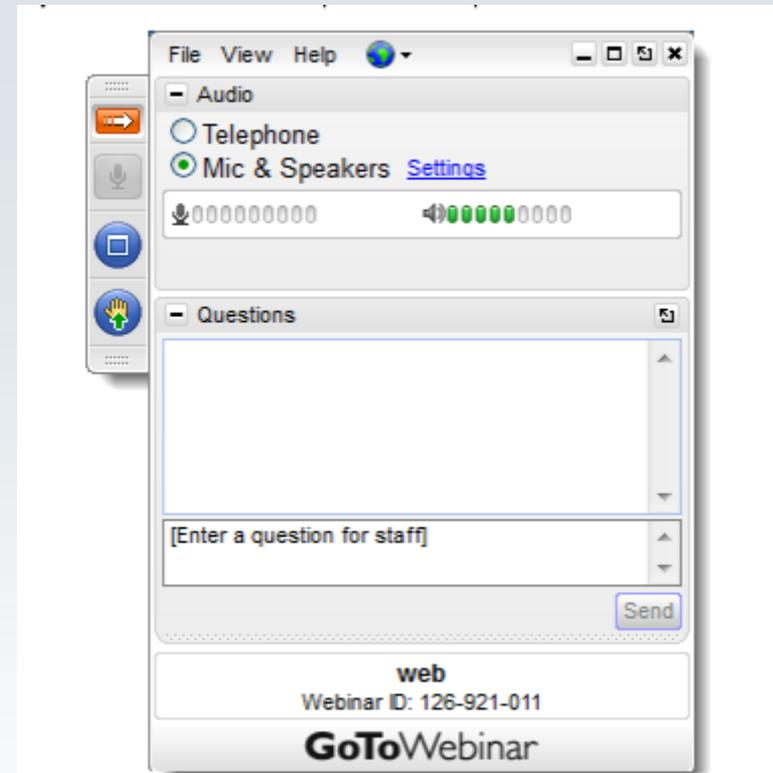 File View Help
Audio
Telephone
Mic & Speakers Settings
Questions
[Enter a question for staff]
Send
web
Webinar ID: 126-921-011
GoToWebinar